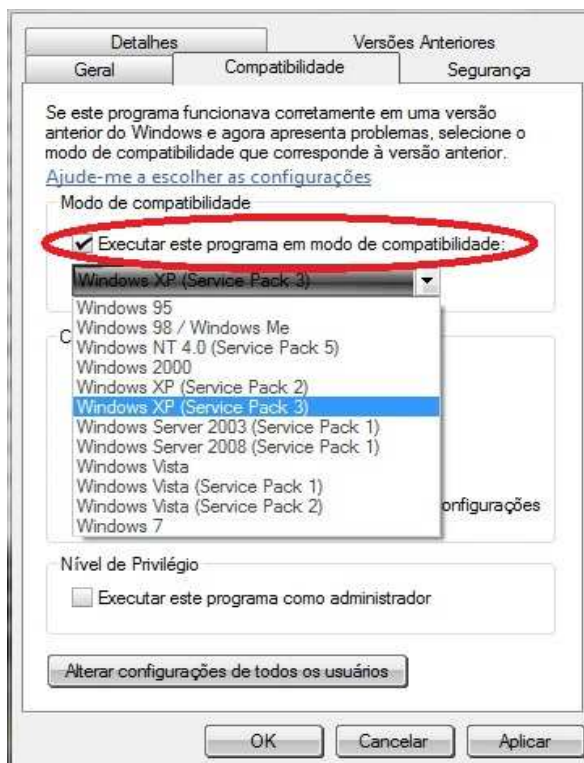 Detalhes Versões Anteriores
Geral Compatibilidade Segurança
Se este programa funcionava corretamente em uma versão
anterior do Windows e agora apresenta problemas, selecione o
modo de compatibilidade que corresponde à versão anterior.
Ajude-me a escolher as configurações
Modo de compatibilidade
Executar este programa em modo de compatibilidade:
Windows XP (Service Pack 3)
Windows 95
Windows 98 / Windows Me
Windows NT 4.0 (Service Pack 5)
Windows 2000
Windows XP (Service Pack 2)
Windows XP (Service Pack 3)
Windows Server 2003 (Service Pack 1)
Windows Server 2008 (Service Pack 1)
Windows Vista
Windows Vista (Service Pack 1)
Windows Vista (Service Pack 2) onfigurações
Windows 7
Nível de Privilégio
Executar este programa como administrador
Alterar configurações de todos os usuários
OK Cancelar Aplicar